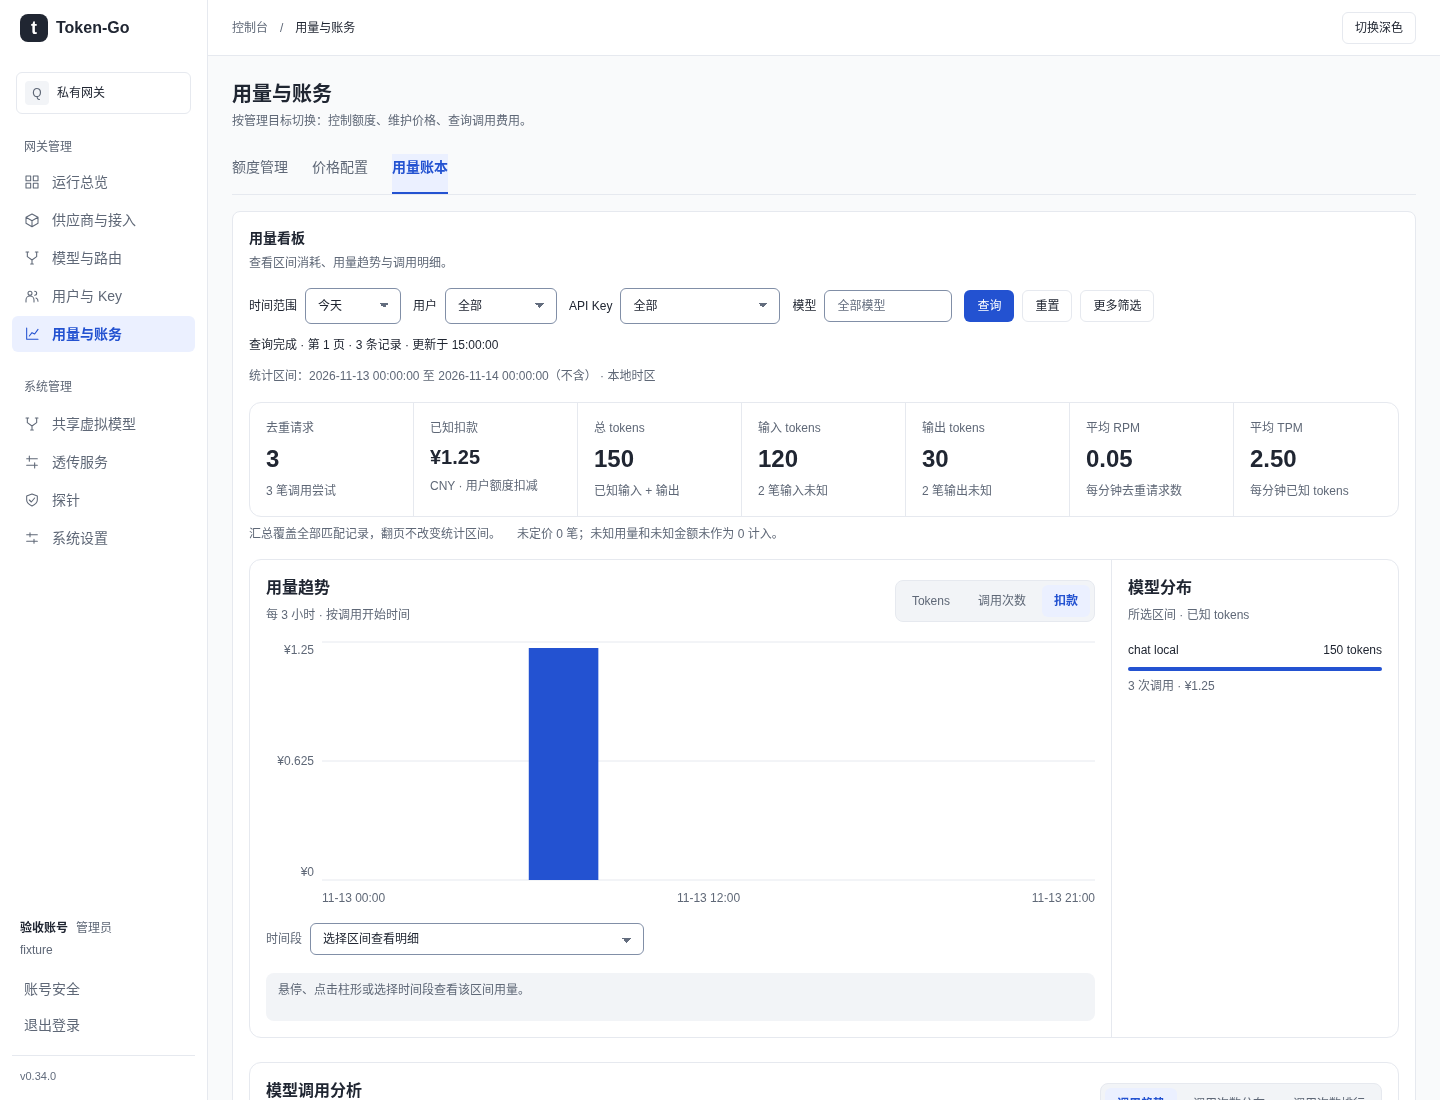 t Token-Go
Q 私有网关
网关管理
运行总览
供应商与接入
模型与路由
用户与 Key
用量与账务
系统管理
共享虚拟模型
透传服务
探针
系统设置
验收账号 管理员
fixture
账号安全
退出登录
v0.34.0
控制台 / 用量与账务
切换深色
用量与账务
按管理目标切换：控制额度、维护价格、查询调用费用。
额度管理 价格配置 用量账本
用量看板
查看区间消耗、用量趋势与调用明细。
时间范围 今天 用户 全部 API Key 全部 模型 全部模型 查询 重置 更多筛选
查询完成 · 第 1 页 · 3 条记录 · 更新于 15:00:00
统计区间：2026-11-13 00:00:00 至 2026-11-14 00:00:00（不含） · 本地时区
去重请求
3
3 笔调用尝试
已知扣款
¥1.25
CNY · 用户额度扣减
总 tokens
150
已知输入 + 输出
输入 tokens
120
2 笔输入未知
输出 tokens
30
2 笔输出未知
平均 RPM
0.05
每分钟去重请求数
平均 TPM
2.50
每分钟已知 tokens
汇总覆盖全部匹配记录，翻页不改变统计区间。 未定价 0 笔；未知用量和未知金额未作为 0 计入。
用量趋势
每 3 小时 · 按调用开始时间
Tokens 调用次数 扣款
¥1.25
¥0.625
¥0
11-13 00:00 11-13 12:00 11-13 21:00
时间段 选择区间查看明细
悬停、点击柱形或选择时间段查看该区间用量。
模型分布
所选区间 · 已知 tokens
chat local 150 tokens
3 次调用 · ¥1.25
模型调用分析
调用趋势 调用次数分布 调用次数排行